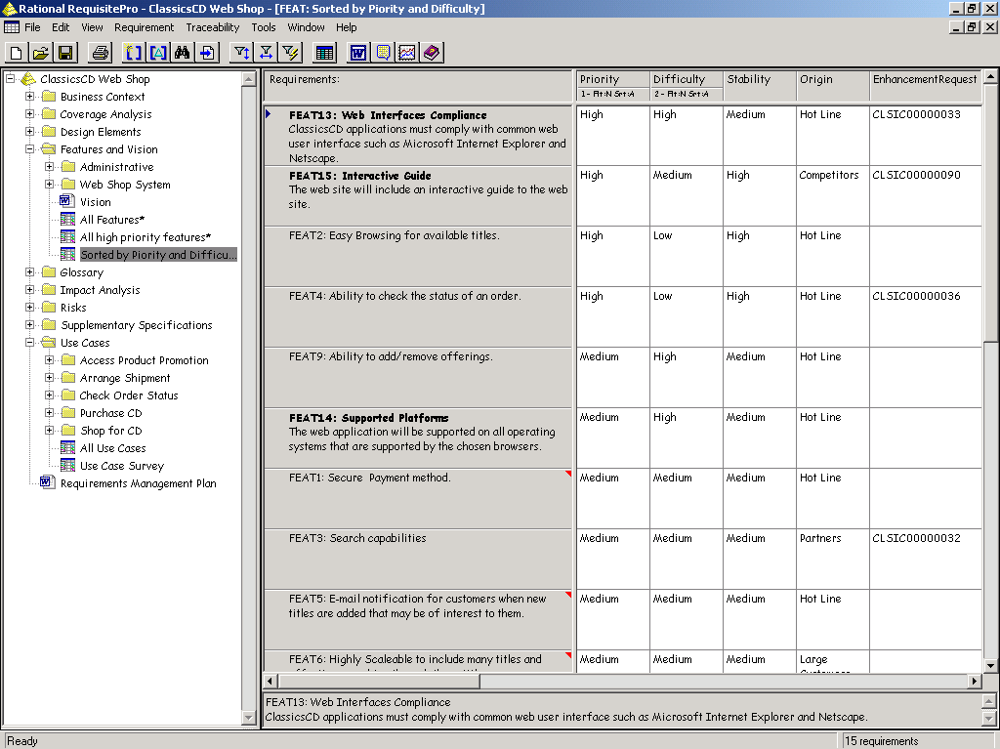 Rational RequisitePro - ClassicsCD Web Shop - [FEAT: Sorted by Piority and Difficulty]
File Edit View Requirement Traceability Tools Window Help
ClassicsCD Web Shop
Business Context
Coverage Analysis
Design Elements
Features and Vision
Administrative
Web Shop System
Vision
All Features*
All high priority features*
Sorted by Piority and Difficu...
Glossary
Impact Analysis
Risks
Supplementary Specifications
Use Cases
Access Product Promotion
Arrange Shipment
Check Order Status
Purchase CD
Shop for CD
All Use Cases
Use Case Survey
Requirements Management Plan
Requirements: Priority Difficulty Stability Origin EnhancementRequest
1 - Flt:N Srt:A 2 - Flt:N Srt:A
FEAT13: Web Interfaces Compliance High High Medium Hot Line CLSIC00000033
ClassicsCD applications must comply with common web
user interface such as Microsoft Internet Explorer and
Netscape.
FEAT15: Interactive Guide High Medium High Competitors CLSIC00000090
The web site will include an interactive guide to the web
site.
FEAT2: Easy Browsing for available titles. High Low High Hot Line
FEAT4: Ability to check the status of an order. High Low High Hot Line CLSIC00000036
FEAT9: Ability to add/remove offerings. Medium High Medium Hot Line
FEAT14: Supported Platforms Medium High Medium Hot Line
The web application will be supported on all operating
systems that are supported by the chosen browsers.
FEAT1: Secure  Payment method. Medium Medium Medium Hot Line
FEAT3: Search capabilities Medium Medium Medium Partners CLSIC00000032
FEAT5: E-mail notification for customers when new Medium Medium Medium Hot Line
titles are added that may be of interest to them.
FEAT6: Highly Scaleable to include many titles and Medium Medium Medium Large
FEAT13: Web Interfaces Compliance
ClassicsCD applications must comply with common web user interface such as Microsoft Internet Explorer and Netscape.
Ready 15 requirements